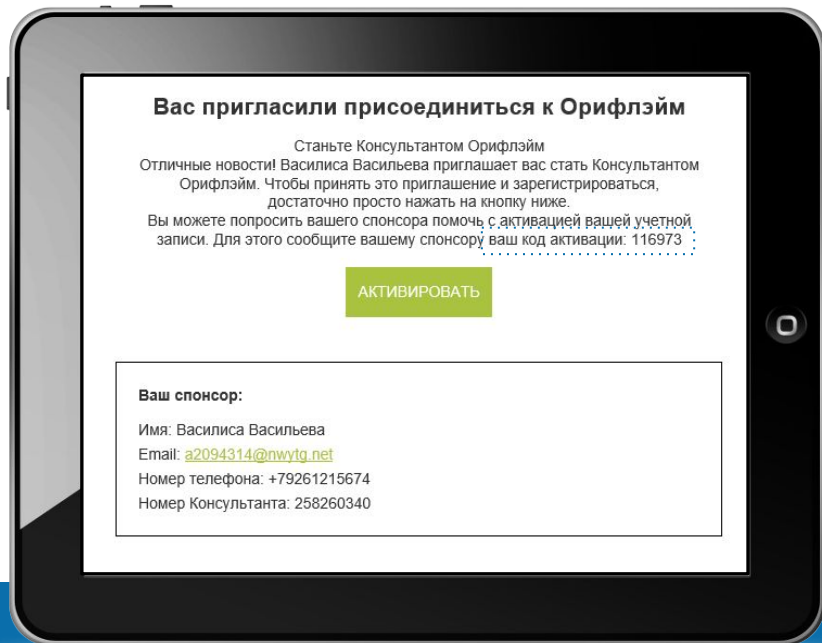 Вас пригласили присоединиться к Орифлэйм
Станьте Консультантом Орифлэйм
Отличные новости! Василиса Васильева приглашает вас стать Консультантом
Орифлэйм. Чтобы принять это приглашение и зарегистрироваться,
достаточно просто нажать на кнопку ниже.
Вы можете попросить вашего спонсора помочь с активацией вашей учетной
записи. Для этого сообщите вашему спонсору ваш код активации: 116973
АКТИВИРОВАТЬ
Ваш спонсор:
Имя: Василиса Васильева
Email: a2094314@nwytg.net
Номер телефона: +79261215674
Номер Консультанта: 258260340